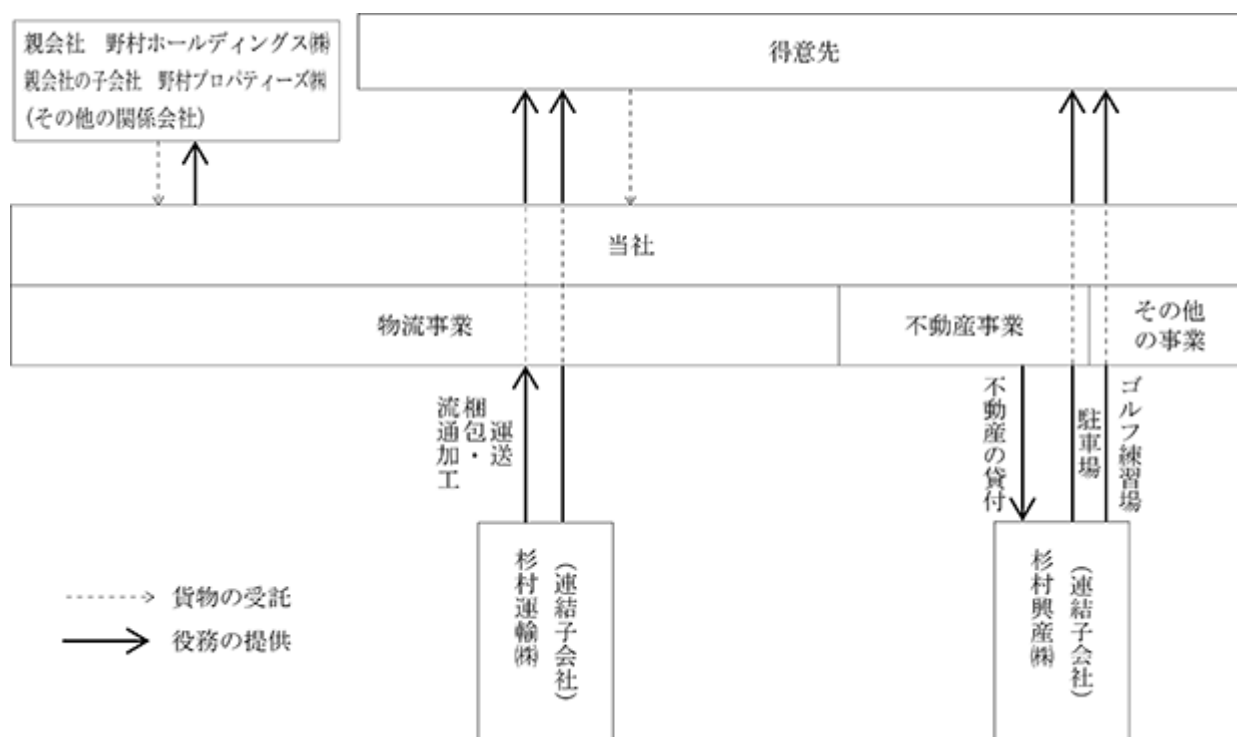 親会社 野村ホールディングス㈱
親会社の子会社 野村プロパティーズ㈱
(その他の関係会社)
得意先
当社
物流事業
不動産事業
その他
の事業
運送
梱包・
流通加工
不動産の貸付
駐車場
ゴルフ練習場
(連結子会社)
杉村運輸㈱
(連結子会社)
杉村興産㈱
貨物の受託
役務の提供